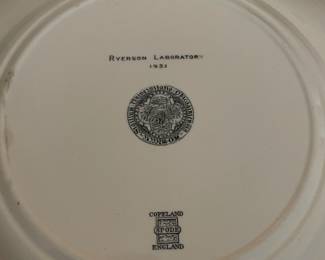 RYERSON LABORATORY
1931
COPELAND
SPODE
ENGLAND